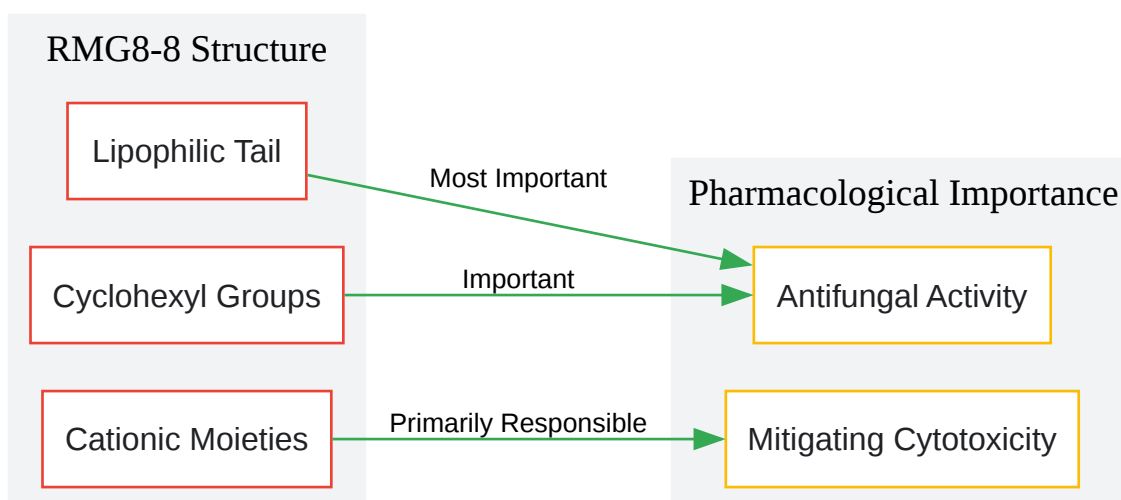 RMG8-8 Structure
Lipophilic Tail
Most Important
Pharmacological Importance
Cyclohexyl Groups
Important
Antifungal Activity
Cationic Moieties
Primarily Responsible
Mitigating Cytotoxicity